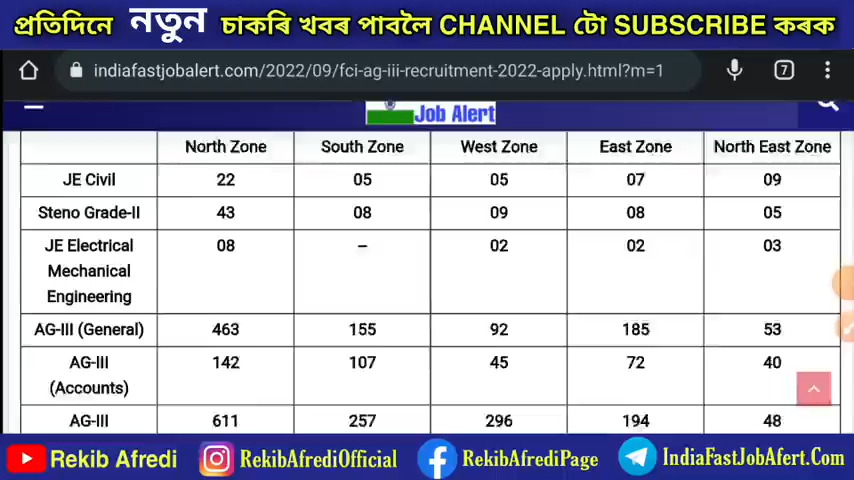 প্ৰতিদিনে নতুন চাকৰি খবৰ পাবলৈ CHANNEL টো SUBSCRIBE কৰক
indiafastjobalert.com/2022/09/fci-ag-iii-recruitment-2022-apply.html?m=1 7
Job Alert
North Zone South Zone West Zone East Zone North East Zone
JE Civil 22 05 05 07 09
Steno Grade-II 43 08 09 08 05
JE Electrical 08 – 02 02 03
Mechanical
Engineering
AG-III (General) 463 155 92 185 53
AG-III 142 107 45 72 40
(Accounts)
AG-III 611 257 296 194 48
Rekib Afredi RekibAfrediOfficial RekibAfrediPage IndiaFastJobAfert.Com